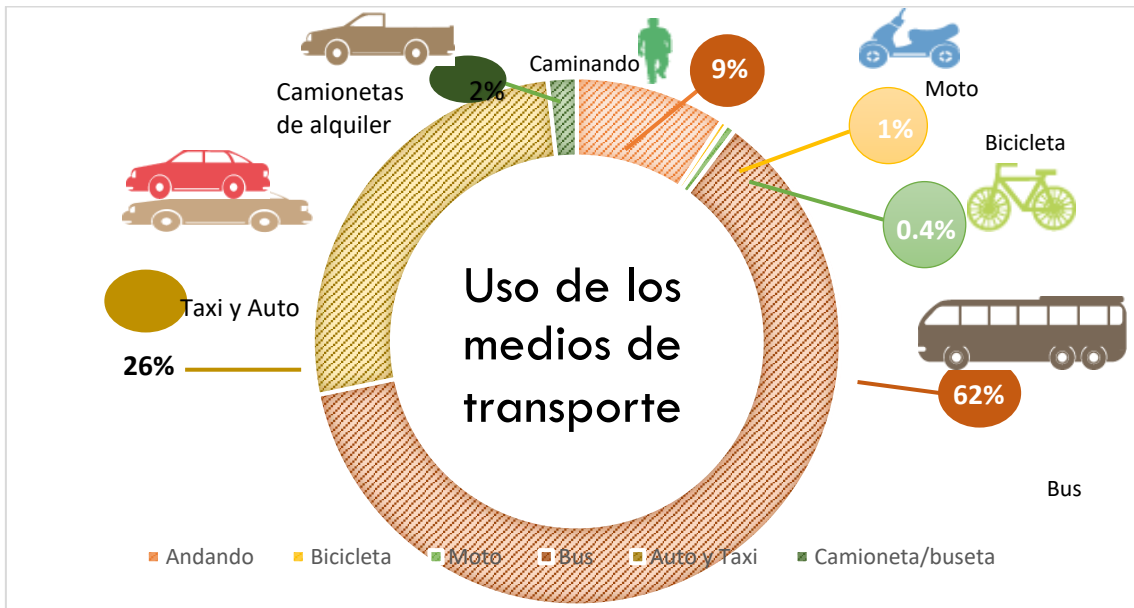 Caminando
9%
Moto
Camionetas
de alquiler
2%
1%
Bicicleta
0.4%
Uso de los
medios de
transporte
Taxi y Auto
26%
62%
Bus
Andando Bicicleta Moto Bus Auto y Taxi Camioneta/buseta